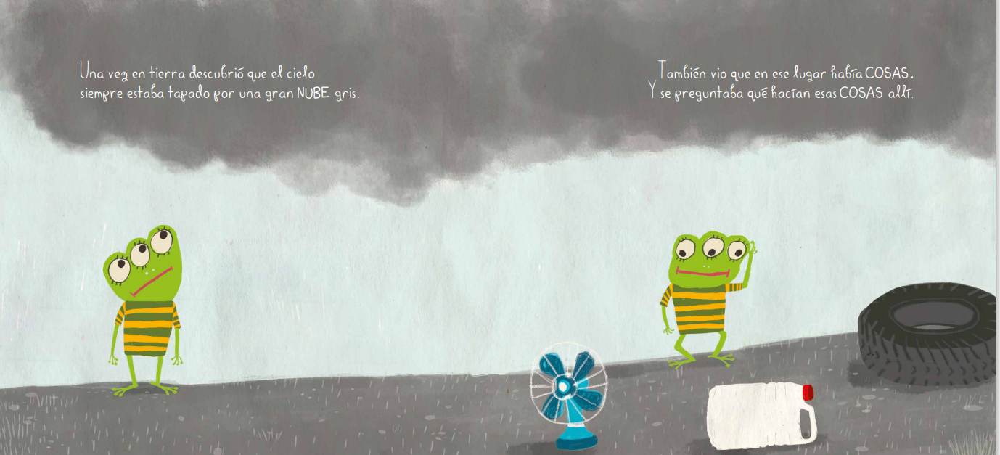 Una vez en tierra descubrió que el cielo
siempre estaba tapado por una gran NUBE gris.
También vio que en ese lugar había COSAS.
Y se preguntaba qué hacían esas COSAS allí.